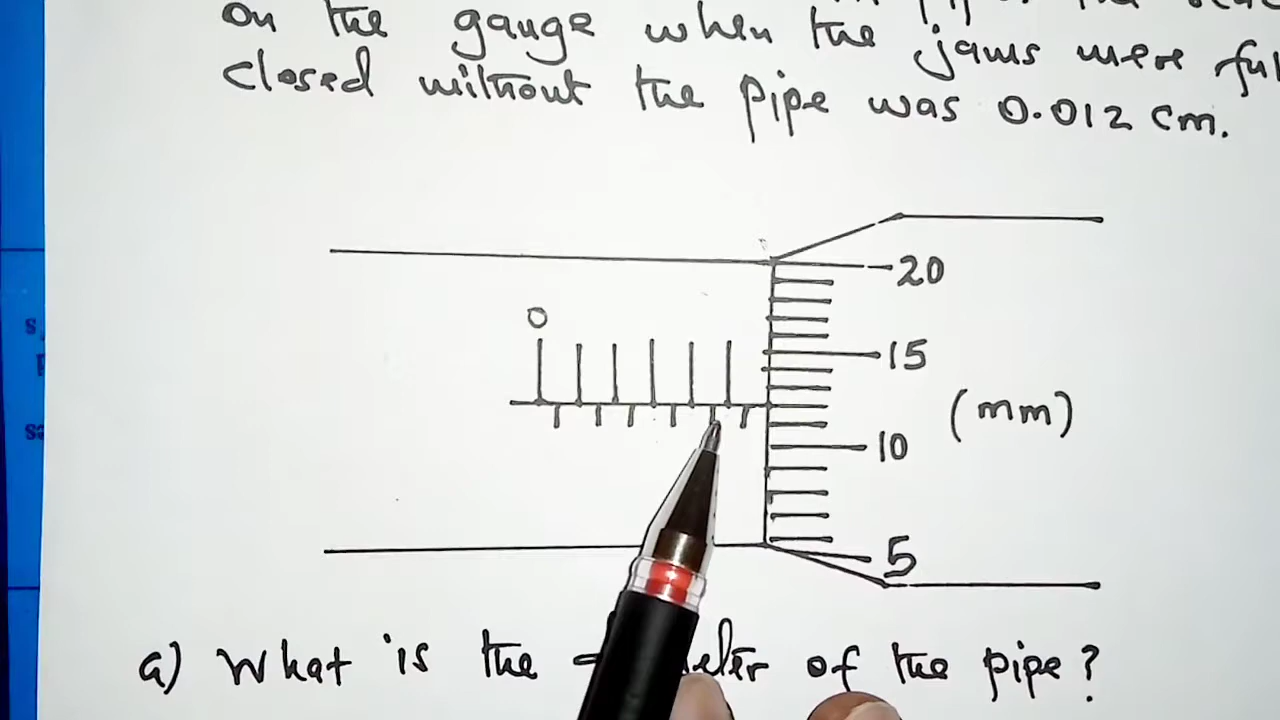 on the gauge when the jaws were
closed without the pipe was 0.012 cm.
0
20
15
(mm)
10
5
a) What is the of the pipe?